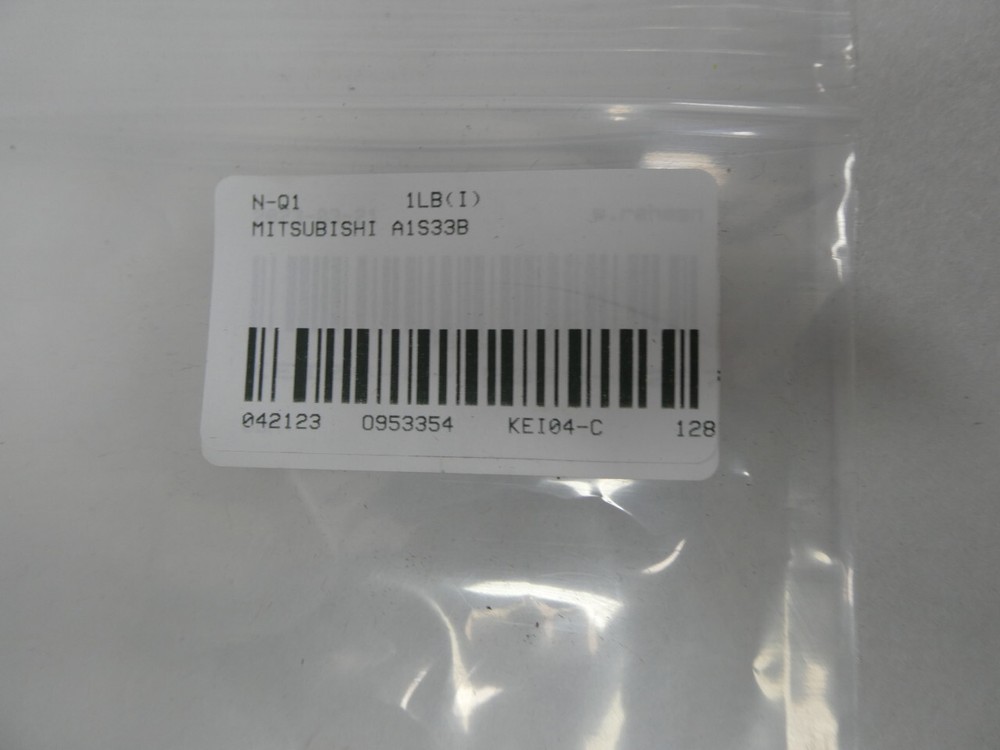 N-Q1 1LB(I)
MITSUBISHI A1S33B
042123 0953354 KEI04-C 128